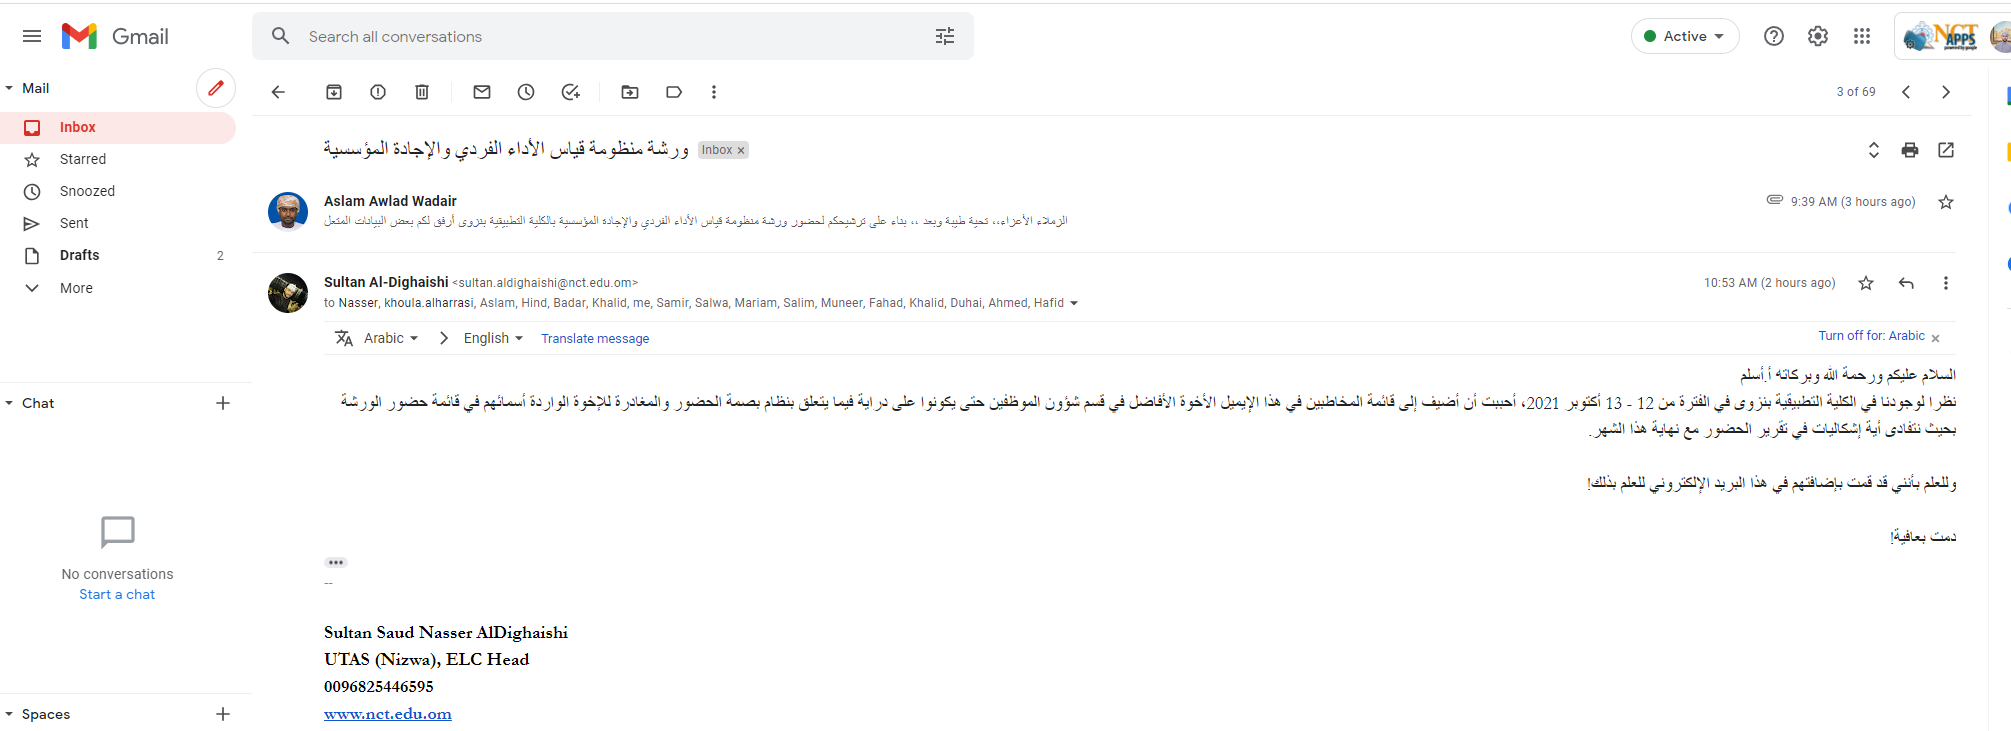 Gmail
Search all conversations
Active
NCT APPS
Mail
3 of 69
Inbox
Starred
Snoozed
Sent
Drafts 2
More
ورشة منظومة قياس الأداء الفردي والإجادة المؤسسية Inbox ×
Aslam Awlad Wadair 9:39 AM (3 hours ago)
الزملاء الأعزاء،، تحية طيبة وبعد ،، بناء على ترشيحكم لحضور ورشة منظومة قياس الأداء الفردي والإجادة المؤسسية بالكلية التطبيقية بنزوى أرفق لكم بعض البيانات المتعل
Sultan Al-Dighaishi <sultan.aldighaishi@nct.edu.om> 10:53 AM (2 hours ago)
to Nasser, khoula.alharrasi, Aslam, Hind, Badar, Khalid, me, Samir, Salwa, Mariam, Salim, Muneer, Fahad, Khalid, Duhai, Ahmed, Hafid
Arabic > English Translate message Turn off for: Arabic ×
السلام عليكم ورحمة الله وبركاته أ.أسلم
نظرا لوجودنا في الكلية التطبيقية بنزوى في الفترة من 12 - 13 أكتوبر 2021، أحببت أن أضيف إلى قائمة المخاطبين في هذا الإيميل الأخوة الأفاضل في قسم شؤون الموظفين حتى يكونوا على دراية فيما يتعلق بنظام بصمة الحضور والمغادرة للإخوة الواردة أسمائهم في قائمة حضور الورشة
بحيث نتفادى أية إشكاليات في تقرير الحضور مع نهاية هذا الشهر.
وللعلم بأنني قد قمت بإضافتهم في هذا البريد الإلكتروني للعلم بذلك!
دمت بعافية!
--
Sultan Saud Nasser AlDighaishi
UTAS (Nizwa), ELC Head
0096825446595
www.nct.edu.om
Chat
No conversations
Start a chat
Spaces